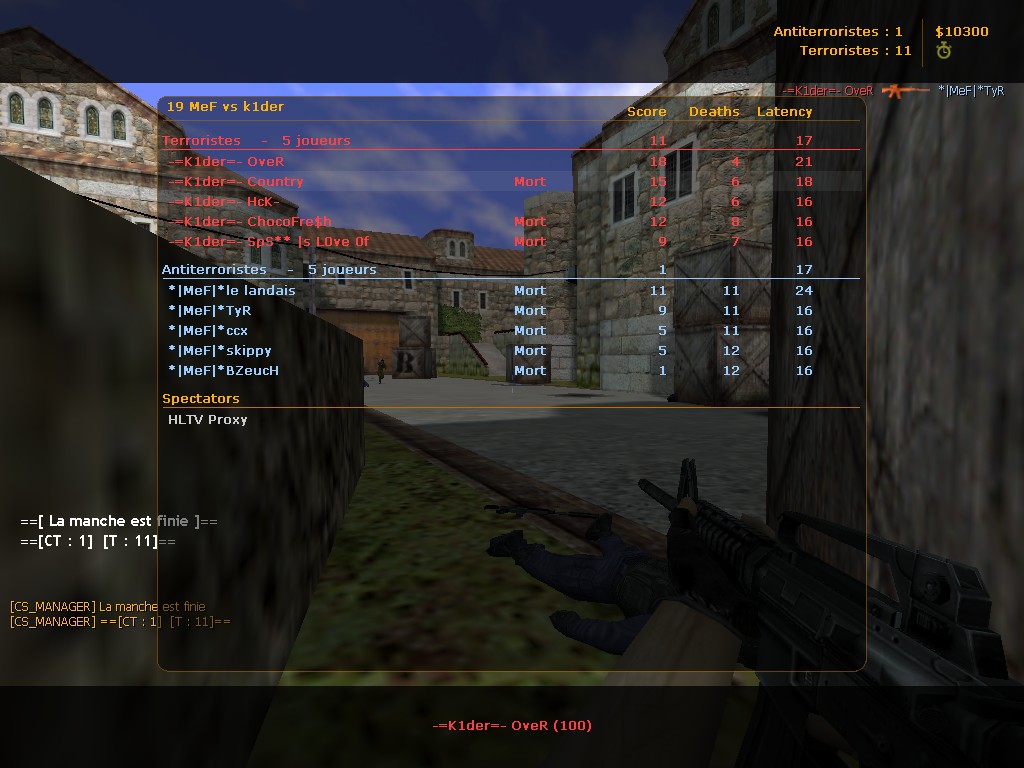 Antiterroristes : 1 $10300
Terroristes : 11
-=K1der=- OveR *|MeF|*TyR
19 MeF vs k1der
Score Deaths Latency
Terroristes - 5 joueurs 11 17
-=K1der=- OveR 18 4 21
-=K1der=- Country Mort 15 6 18
-=K1der=- HcK- 12 6 16
-=K1der=- ChocoFre$h Mort 12 8 16
-=K1der=- SpS** |s L0ve 0f Mort 9 7 16
Antiterroristes - 5 joueurs 1 17
*|MeF|*le landais Mort 11 11 24
*|MeF|*TyR Mort 9 11 16
*|MeF|*ccx Mort 5 11 16
*|MeF|*skippy Mort 5 12 16
*|MeF|*BZeucH Mort 1 12 16
Spectators
HLTV Proxy
B
==[ La manche est finie ]==
==[CT : 1] [T : 11]==
[CS_MANAGER] La manche est finie
[CS_MANAGER] ==[CT : 1] [T : 11]==
-=K1der=- OveR (100)